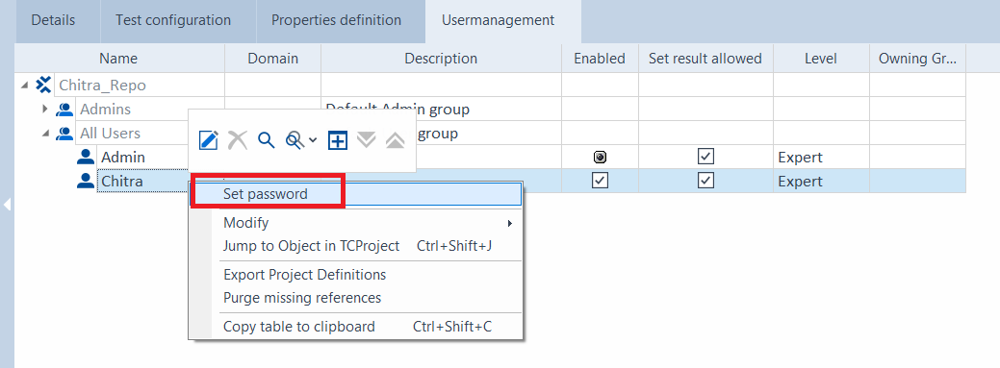 Details Test configuration Properties definition Usermanagement
Name Domain Description Enabled Set result allowed Level Owning Gr...
Chitra_Repo
Admins Default Admin group
All Users group
Admin Expert
Chitra Expert
Set password
Modify
Jump to Object in TCProject Ctrl+Shift+J
Export Project Definitions
Purge missing references
Copy table to clipboard Ctrl+Shift+C